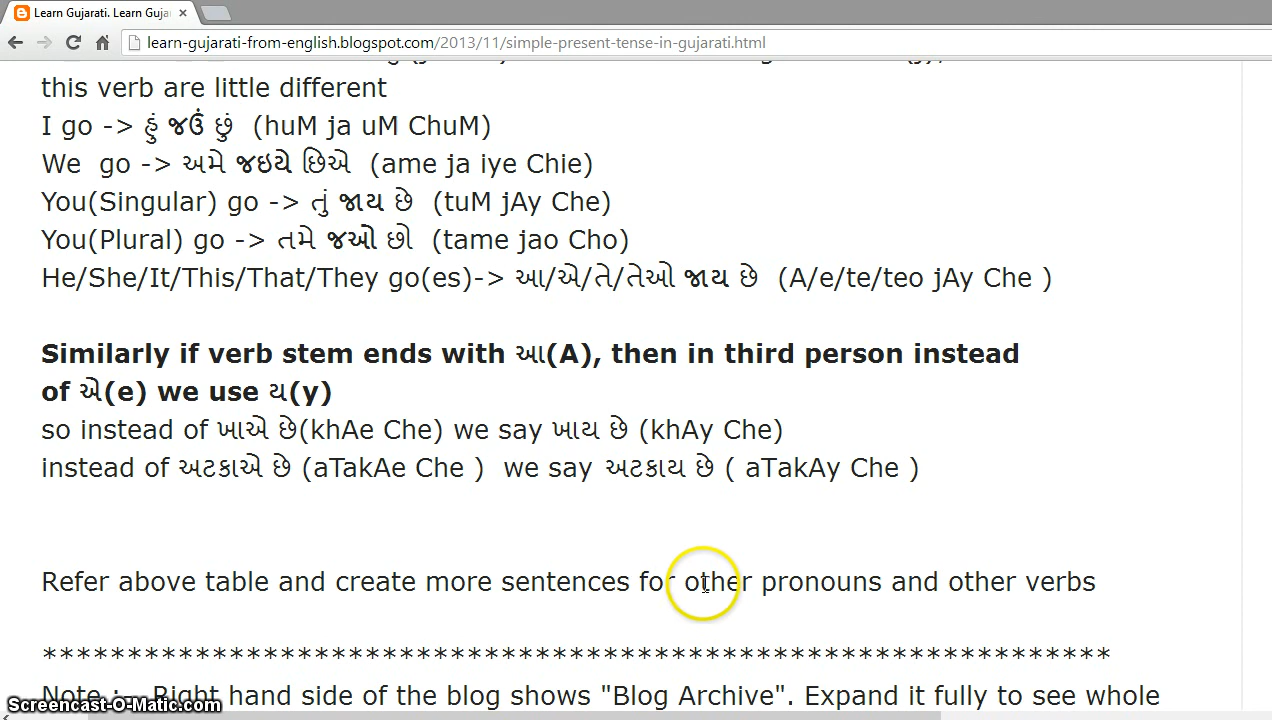 Learn Gujarati. Learn Gujar
learn-gujarati-from-english.blogspot.com/2013/11/simple-present-tense-in-gujarati.html
this verb are little different
I go -> હું જઉં છું (huM ja uM ChuM)
We go -> અમે જઇયે છિએ (ame ja iye Chie)
You(Singular) go -> તું જાય છે (tuM jAy Che)
You(Plural) go -> તમે જઓ છો (tame jao Cho)
He/She/It/This/That/They go(es)-> આ/એ/તે/તેઓ જાય છે (A/e/te/teo jAy Che )
Similarly if verb stem ends with આ(A), then in third person instead
of એ(e) we use ય(y)
so instead of ખાએ છે(khAe Che) we say ખાય છે (khAy Che)
instead of અટકાએ છે (aTakAe Che ) we say અટકાય છે ( aTakAy Che )
Refer above table and create more sentences for other pronouns and other verbs
***************************************************************
Note :- Right hand side of the blog shows "Blog Archive". Expand it fully to see whole
Screencast-O-Matic.com